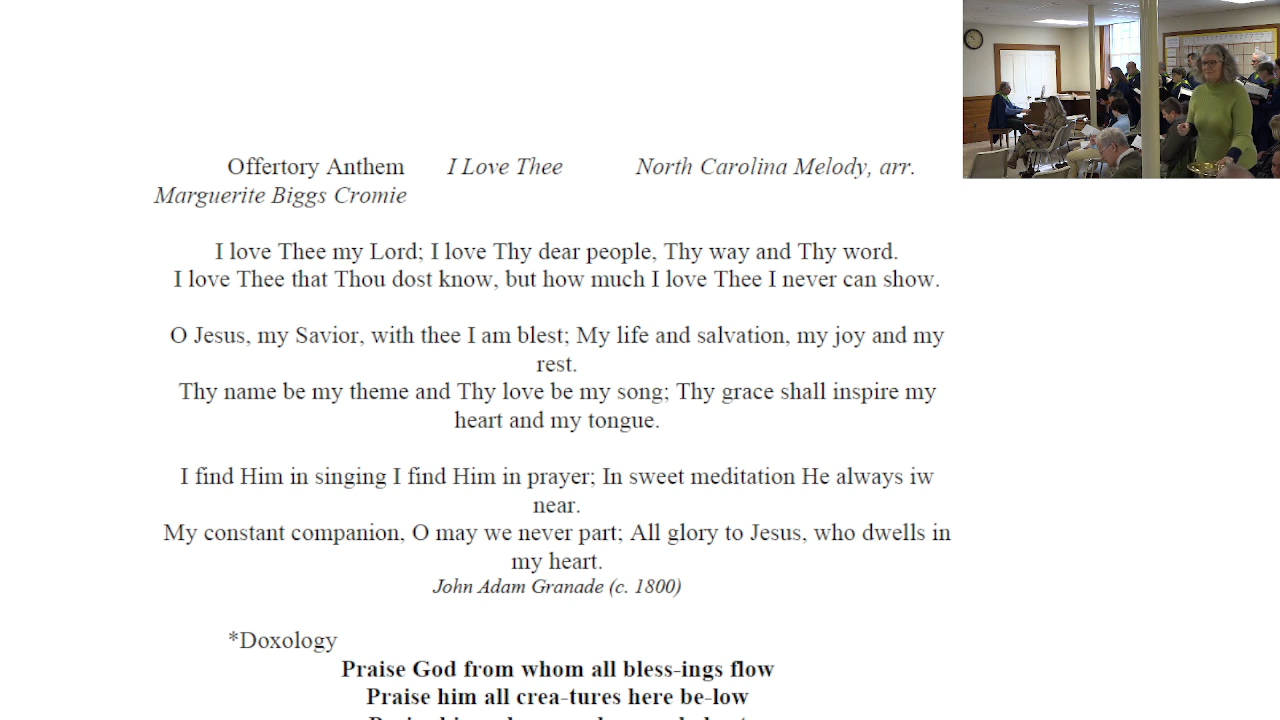 Offertory Anthem I Love Thee North Carolina Melody, arr.
Marguerite Biggs Cromie
I love Thee my Lord; I love Thy dear people, Thy way and Thy word.
I love Thee that Thou dost know, but how much I love Thee I never can show.
O Jesus, my Savior, with thee I am blest; My life and salvation, my joy and my
rest.
Thy name be my theme and Thy love be my song; Thy grace shall inspire my
heart and my tongue.
I find Him in singing I find Him in prayer; In sweet meditation He always iw
near.
My constant companion, O may we never part; All glory to Jesus, who dwells in
my heart.
John Adam Granade (c. 1800)
*Doxology
Praise God from whom all bless-ings flow
Praise him all crea-tures here be-low